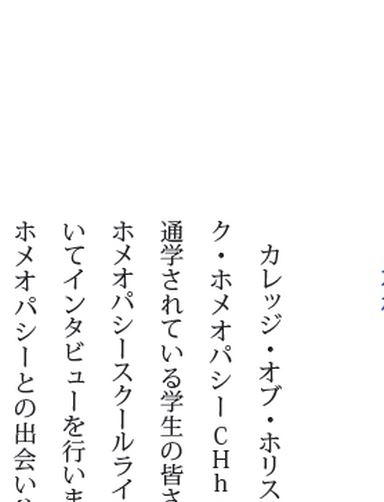 カレッジ・オブ・ホリス
ク・ホメオパシーCHh
通学されている学生の皆さ
ホメオパシースクールライ
いてインタビューを行いま
ホメオパシーとの出会い